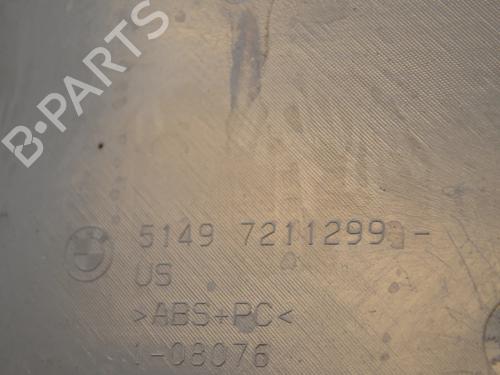 B-PARTS
5149 7211299 -
US
>ABS+PC<
-08076